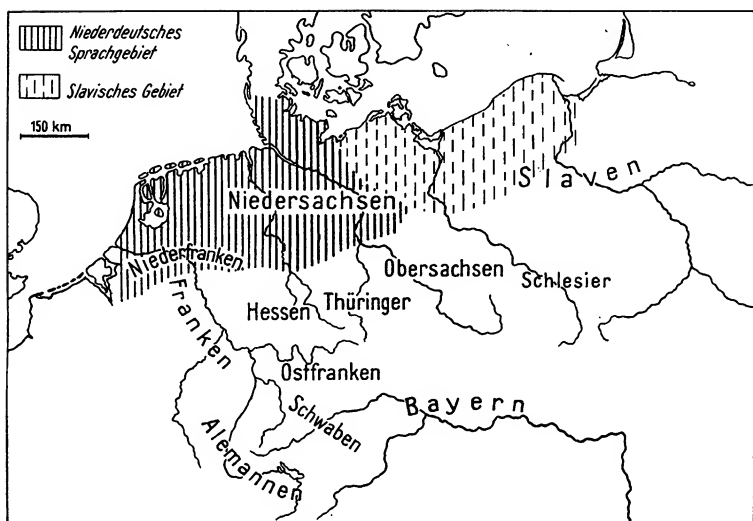 Niederdeutsches
Sprachgebiet
Slavisches Gebiet
150 km
Slaven
Niedersachsen
Niederfranken
Obersachsen
Schlesier
Franken
Hessen
Thüringer
Ostfranken
Schwaben
Bayern
Alemannen